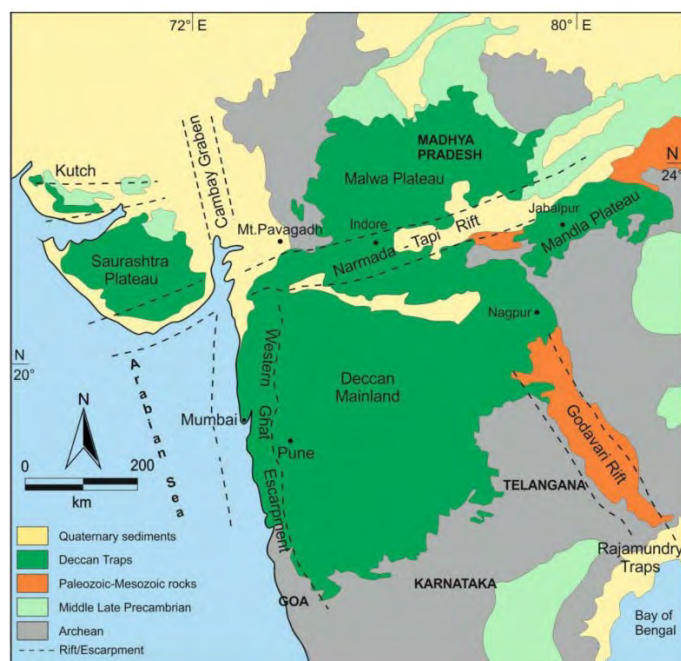 72° E
80° E
MADHYA
PRADESH
N
24°
Kutch
Cambay Graben
Malwa Plateau
Mt.Pavagadh
Indore
Jabalpur
Mandla Plateau
Narmada Tapi Rift
Saurashtra
Plateau
Nagpur
N
20°
Arabian Sea
Western Ghat Escarpment
Deccan
Mainland
Godavari Rift
N
Mumbai
Pune
0
200
km
TELANGANA
Rajamundry
Traps
KARNATAKA
GOA
Bay of
Bengal
Quaternary sediments
Deccan Traps
Paleozoic-Mesozoic rocks
Middle Late Precambrian
Archean
Rift/Escarpment